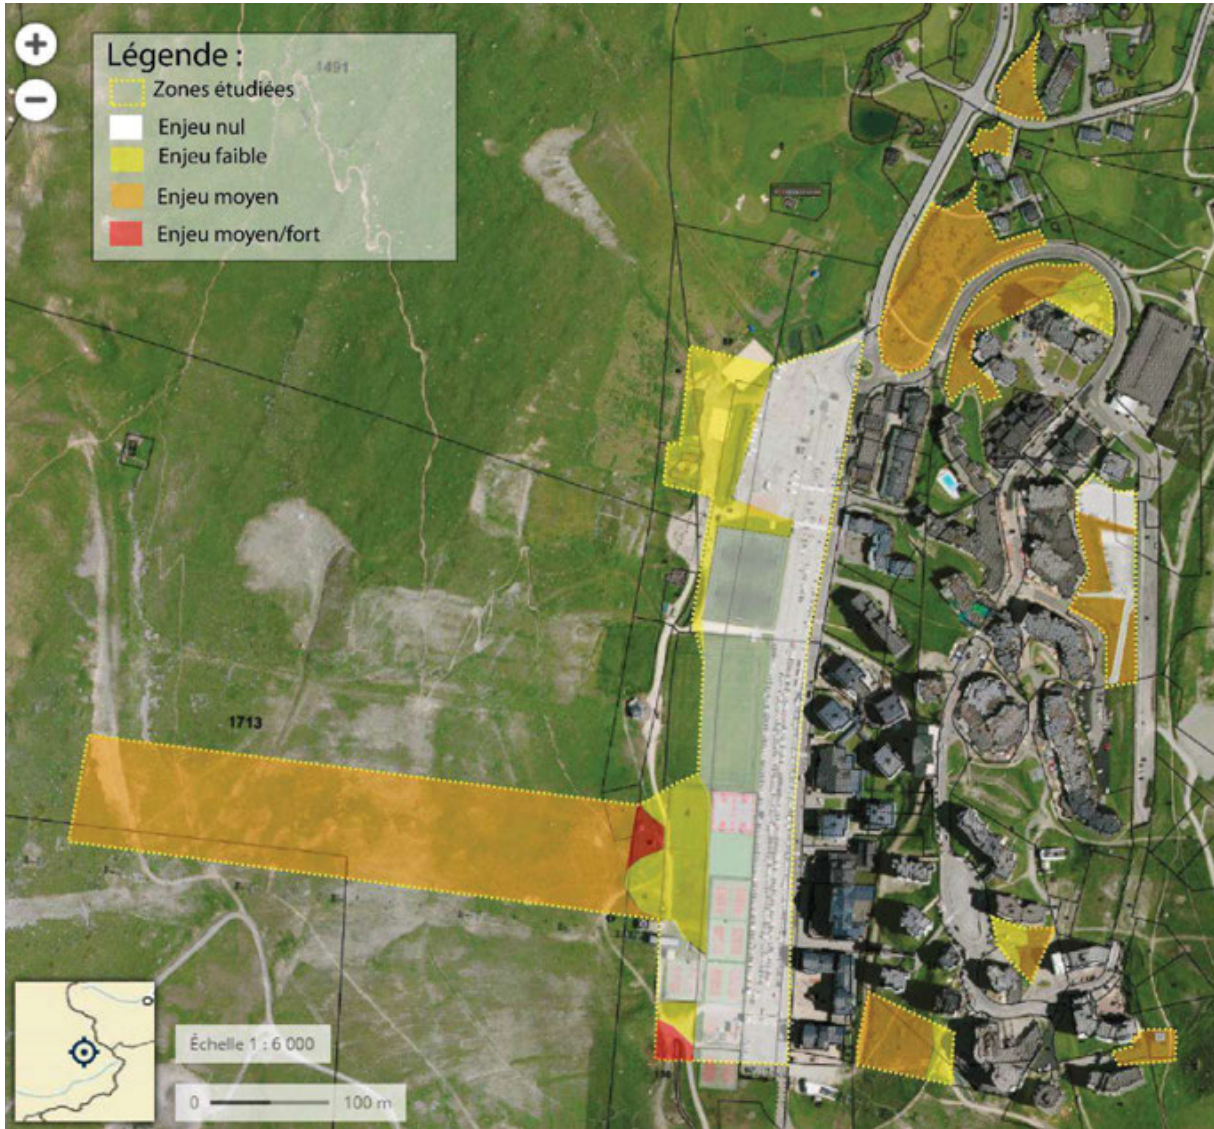 +
−
Légende :
1491
Zones étudiées
Enjeu nul
Enjeu faible
Enjeu moyen
Enjeu moyen/fort
1713
Échelle 1 : 6 000
0 100 m